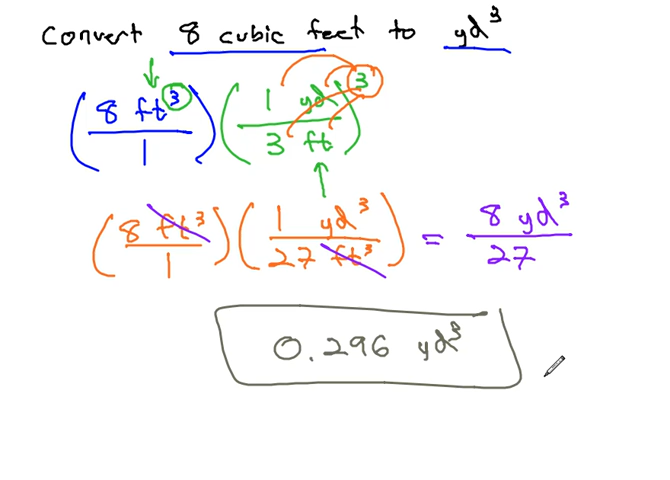 Convert 8 cubic feet to yd³
(8 ft³/1)(1 yd/3 ft)³
(8 ft³/1)(1 yd³/27 ft³) = 8 yd³/27
0.296 yd³